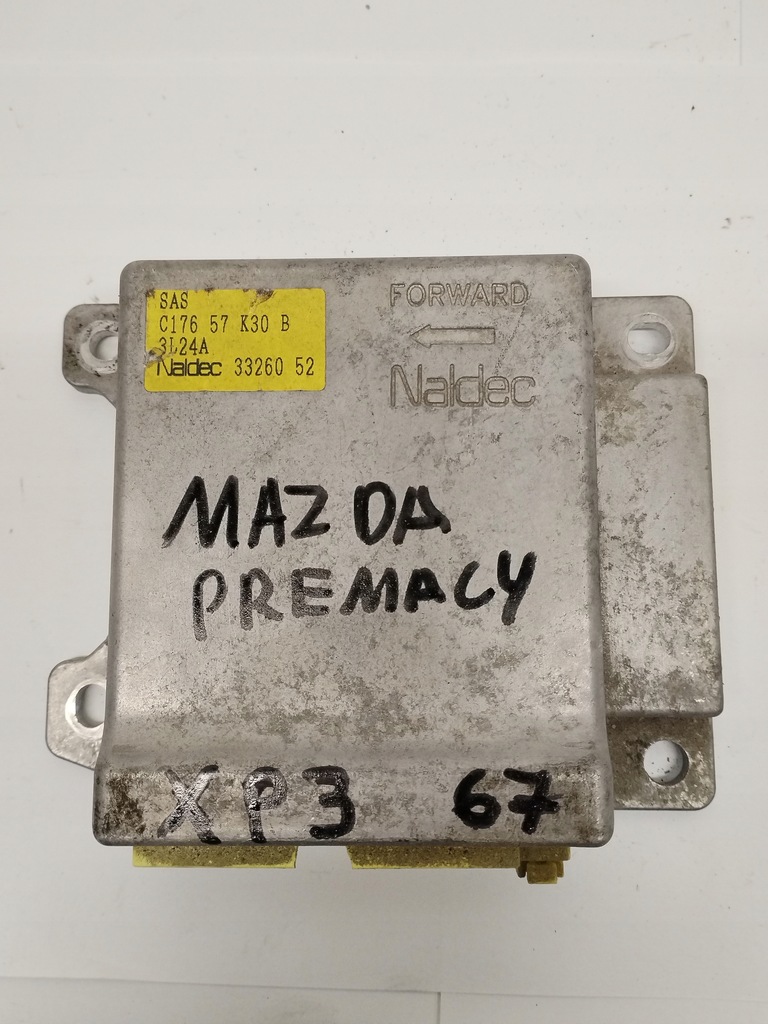 SAS
C176 57 K30 B
3L24A
Naldec 33260 52
FORWARD
Naldec
MAZDA
PREMACY
XP3 67